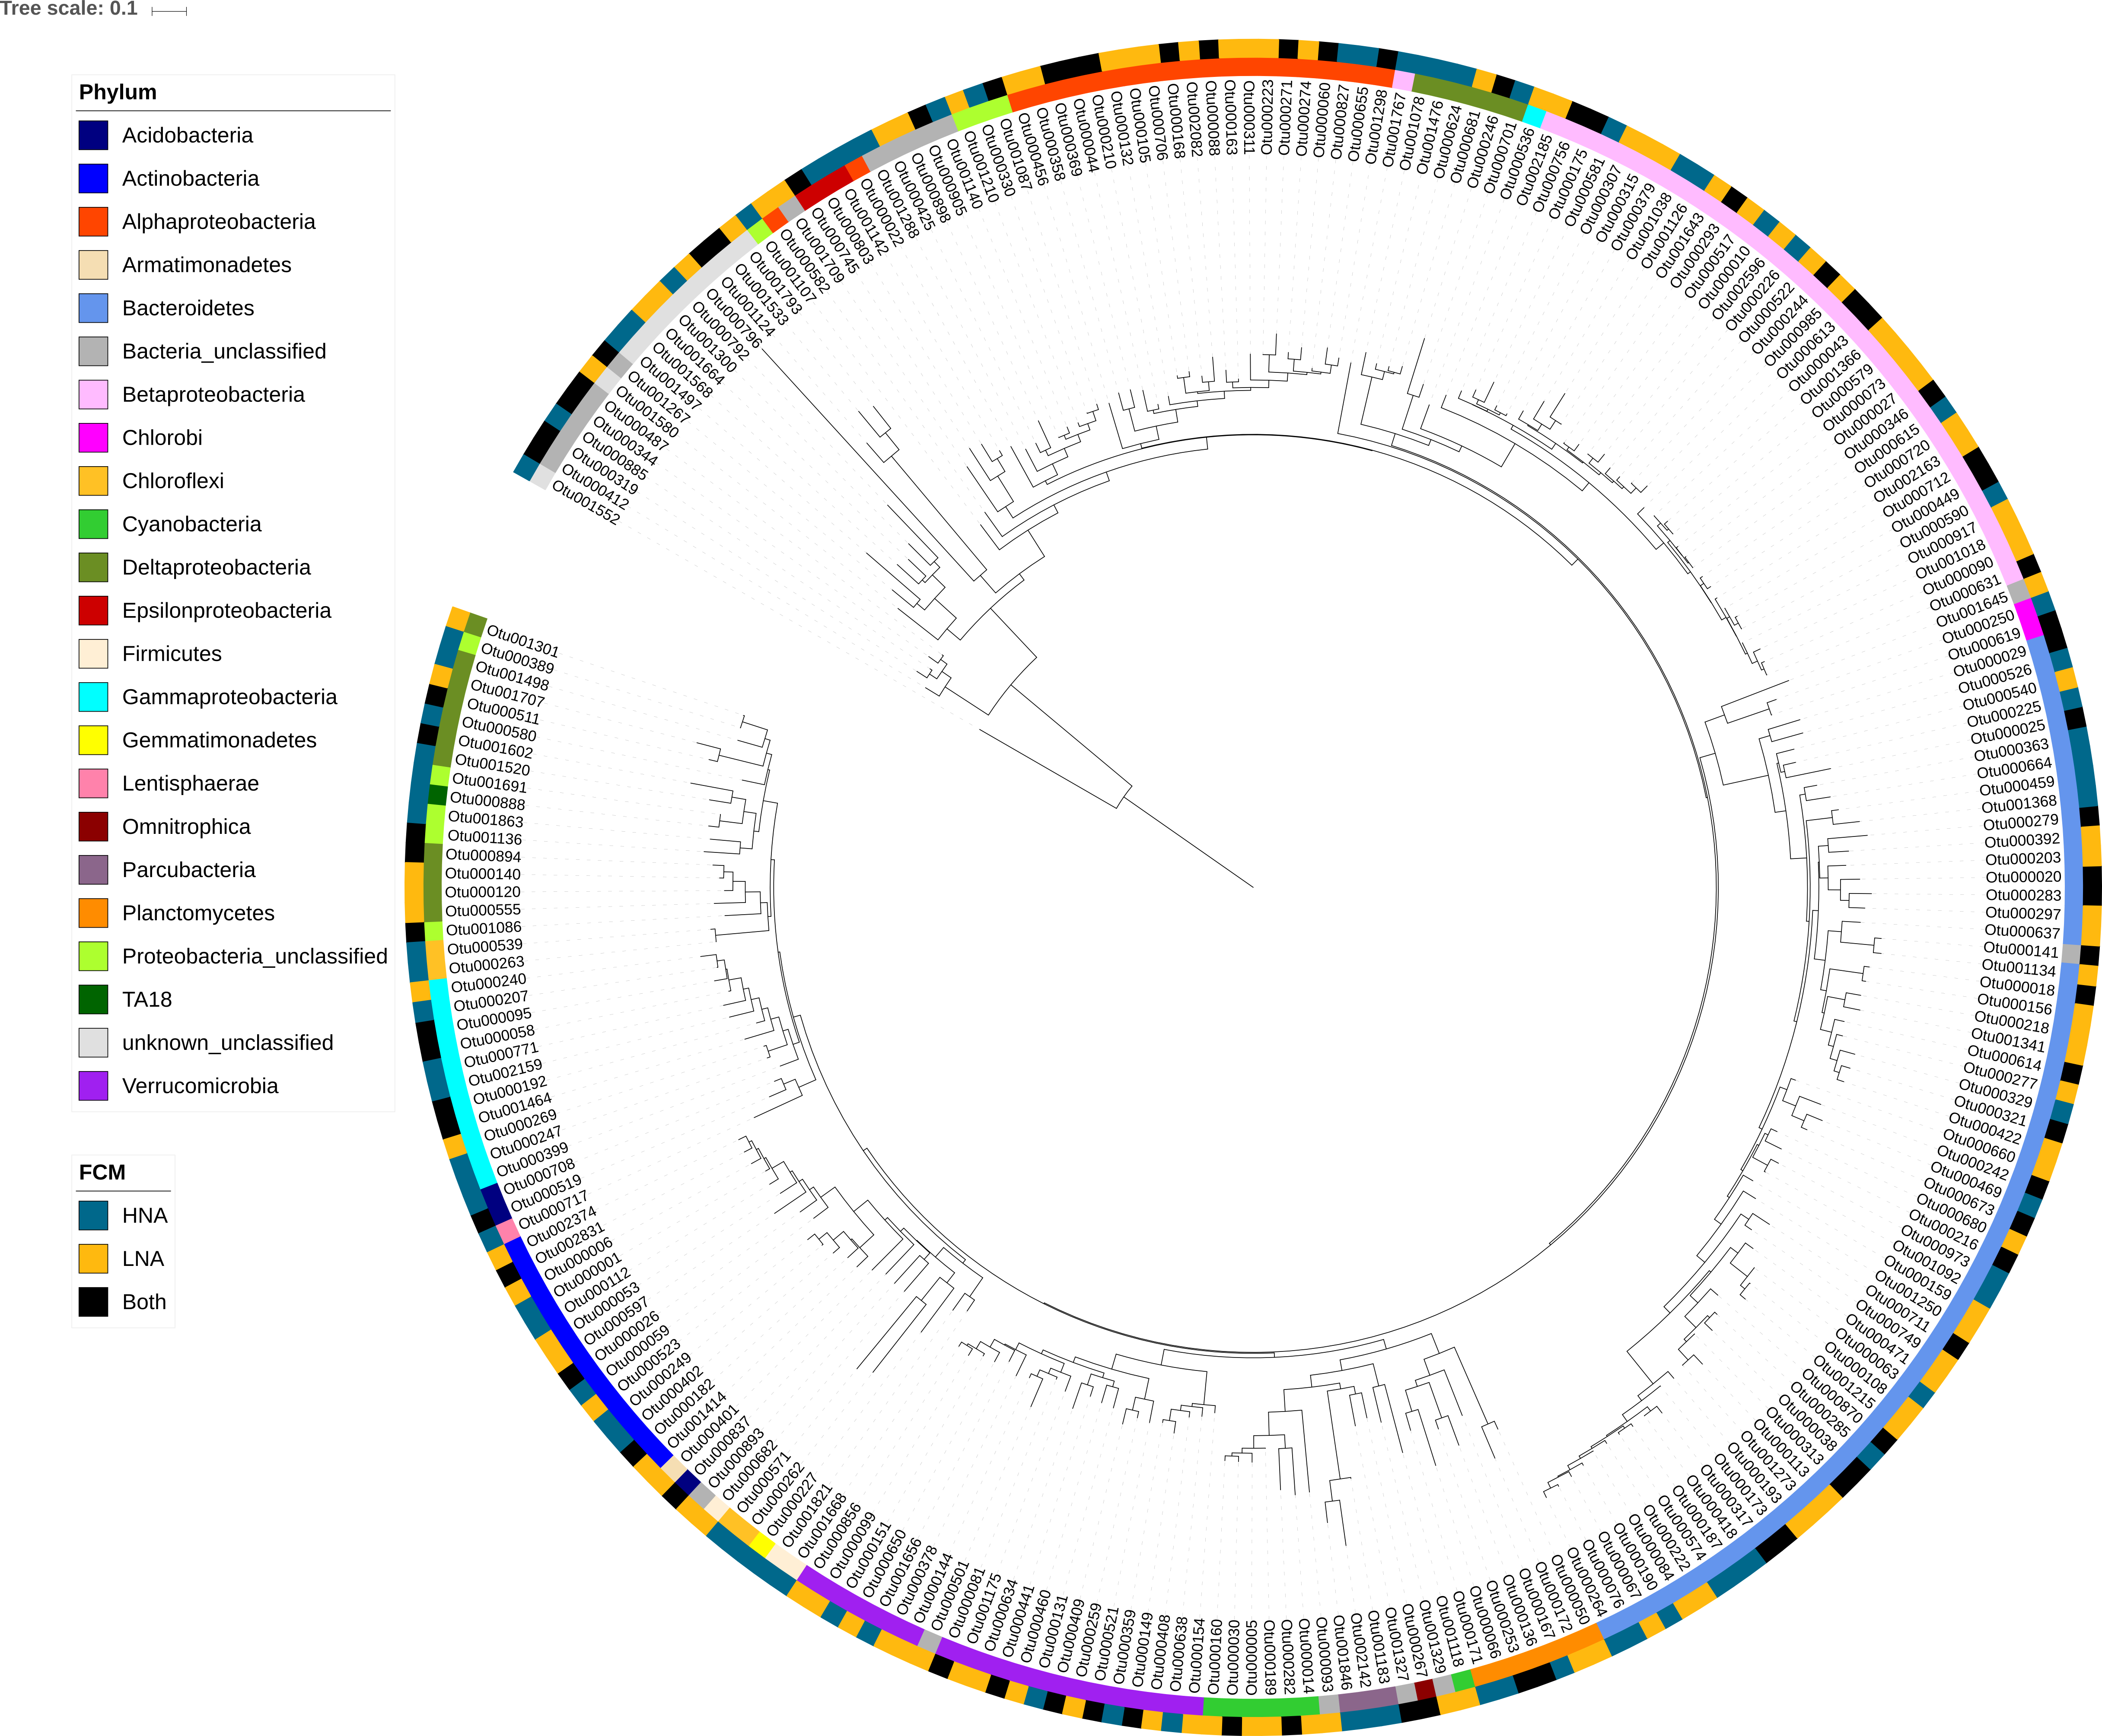 Tree scale: 0.1
Phylum
Acidobacteria
Actinobacteria
Alphaproteobacteria
Armatimonadetes
Bacteroidetes
Bacteria_unclassified
Betaproteobacteria
Chlorobi
Chloroflexi
Cyanobacteria
Deltaproteobacteria
Epsilonproteobacteria
Firmicutes
Gammaproteobacteria
Gemmatimonadetes
Lentisphaerae
Omnitrophica
Parcubacteria
Planctomycetes
Proteobacteria_unclassified
TA18
unknown_unclassified
Verrucomicrobia
FCM
HNA
LNA
Both
Otu001552
Otu000412
Otu000319
Otu000885
Otu000344
Otu000487
Otu001580
Otu001267
Otu001497
Otu001568
Otu001664
Otu001300
Otu000792
Otu000796
Otu001124
Otu001533
Otu001793
Otu001107
Otu000582
Otu001709
Otu000745
Otu000803
Otu001142
Otu000022
Otu001288
Otu000425
Otu000898
Otu000905
Otu001140
Otu001210
Otu000330
Otu001087
Otu000456
Otu000358
Otu000369
Otu000044
Otu000210
Otu000132
Otu000105
Otu000706
Otu000168
Otu002082
Otu000088
Otu000163
Otu000311
Otu000223
Otu000271
Otu000274
Otu000060
Otu000827
Otu000655
Otu001298
Otu001767
Otu001078
Otu001476
Otu000624
Otu000681
Otu000246
Otu000701
Otu000536
Otu002185
Otu000756
Otu000175
Otu000581
Otu000307
Otu000315
Otu000379
Otu001038
Otu001126
Otu001643
Otu000293
Otu000517
Otu000010
Otu002596
Otu000226
Otu000522
Otu000244
Otu000985
Otu000613
Otu000043
Otu001366
Otu000579
Otu000073
Otu000027
Otu000346
Otu000615
Otu000720
Otu002163
Otu000712
Otu000449
Otu000590
Otu000917
Otu001018
Otu000090
Otu000631
Otu001645
Otu000250
Otu000619
Otu000029
Otu000526
Otu000540
Otu000225
Otu000025
Otu000363
Otu000664
Otu000459
Otu001368
Otu000279
Otu000392
Otu000203
Otu000020
Otu000283
Otu000297
Otu000637
Otu000141
Otu001134
Otu000018
Otu000156
Otu000218
Otu001341
Otu000614
Otu000277
Otu000329
Otu000321
Otu000422
Otu000660
Otu000242
Otu000469
Otu000673
Otu000680
Otu000216
Otu000973
Otu001092
Otu000159
Otu001250
Otu000711
Otu000749
Otu000471
Otu000063
Otu000108
Otu001215
Otu000870
Otu000285
Otu000038
Otu000313
Otu000113
Otu001273
Otu000193
Otu000173
Otu000317
Otu000418
Otu000187
Otu000574
Otu000222
Otu000084
Otu000190
Otu000067
Otu000076
Otu000264
Otu000050
Otu000172
Otu000167
Otu000136
Otu000253
Otu000066
Otu000171
Otu001118
Otu001329
Otu000267
Otu001327
Otu001183
Otu002142
Otu001846
Otu000093
Otu000014
Otu000282
Otu000189
Otu000005
Otu000030
Otu000160
Otu000154
Otu000638
Otu000408
Otu000149
Otu000359
Otu000521
Otu000259
Otu000409
Otu000131
Otu000460
Otu000441
Otu000634
Otu001175
Otu000081
Otu000501
Otu000144
Otu000378
Otu001656
Otu000650
Otu000151
Otu000099
Otu000856
Otu001668
Otu001821
Otu000227
Otu000262
Otu000571
Otu000682
Otu000893
Otu000837
Otu000401
Otu001414
Otu000182
Otu000402
Otu000249
Otu000523
Otu000059
Otu000026
Otu000597
Otu000053
Otu000112
Otu000001
Otu000006
Otu002831
Otu002374
Otu000717
Otu000519
Otu000708
Otu000399
Otu000247
Otu000269
Otu001464
Otu000192
Otu002159
Otu000771
Otu000058
Otu000095
Otu000207
Otu000240
Otu000263
Otu000539
Otu001086
Otu000555
Otu000120
Otu000140
Otu000894
Otu001136
Otu001863
Otu000888
Otu001691
Otu001520
Otu001602
Otu000580
Otu000511
Otu001707
Otu001498
Otu000389
Otu001301